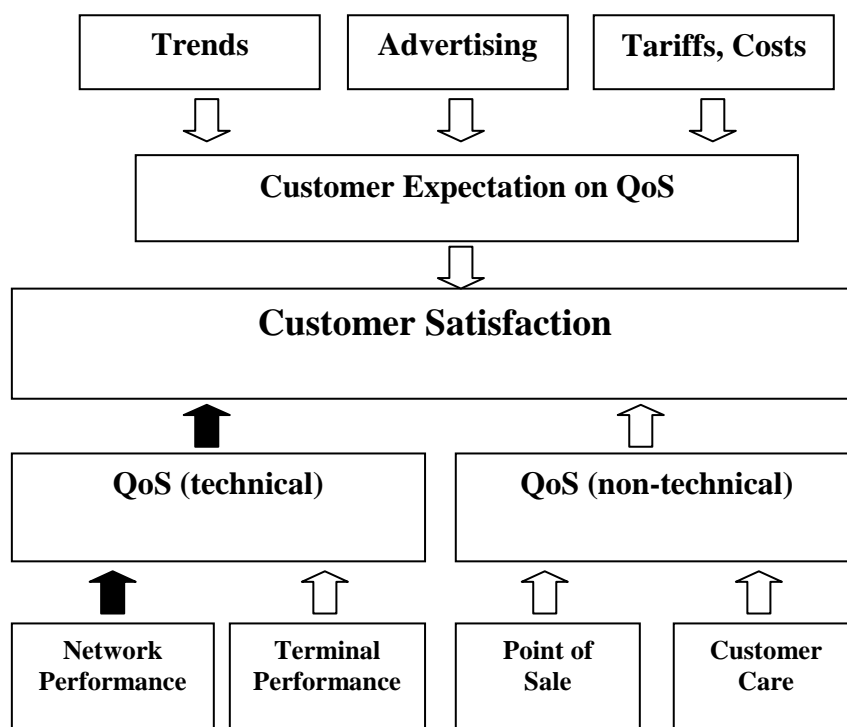 Trends
Advertising
Tariffs, Costs
Customer Expectation on QoS
Customer Satisfaction
QoS (technical)
QoS (non-technical)
Network
Performance
Terminal
Performance
Point of
Sale
Customer
Care